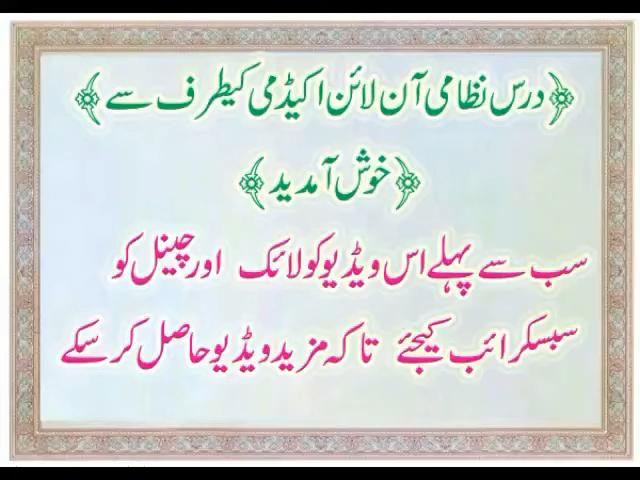 ﴿درس نظامی آن لائن اکیڈمی کیطرف سے﴾
﴿خوش آمدید﴾
سب سے پہلے اس ویڈیو کو لائک اور چینل کو
سبسکرائب کیجئے تاکہ مزید ویڈیو حاصل کر سکے